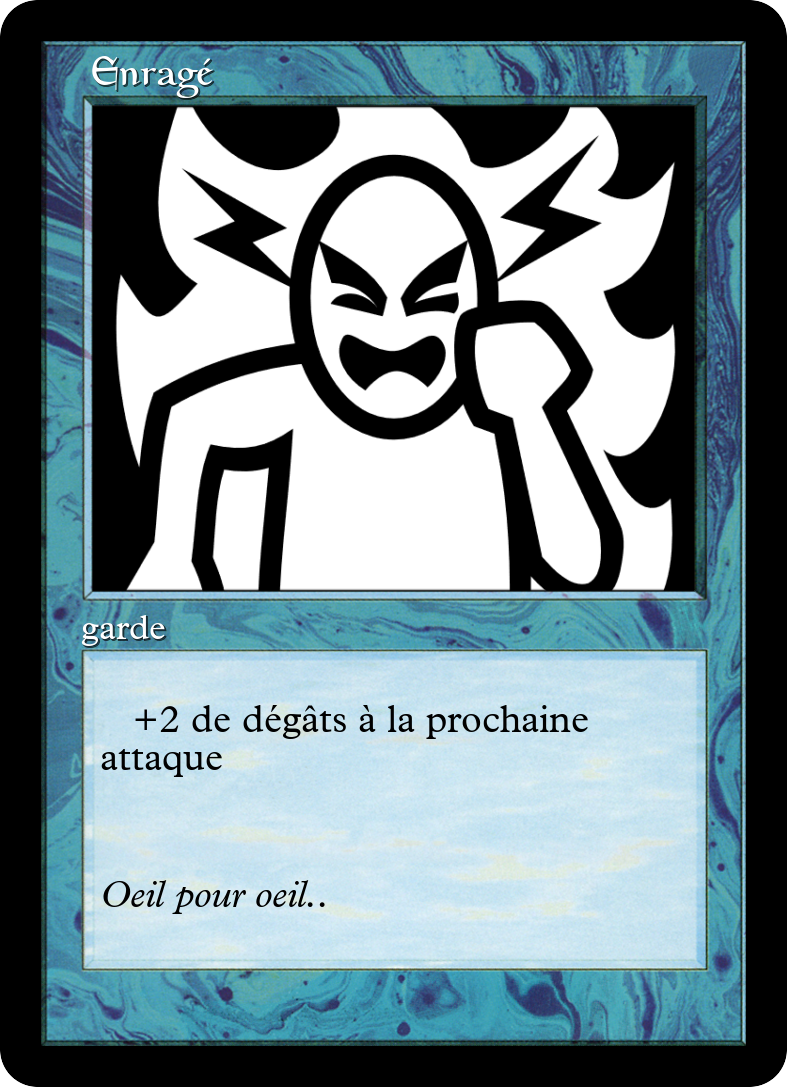 Enragé
garde
+2 de dégâts à la prochaine
attaque
Oeil pour oeil..